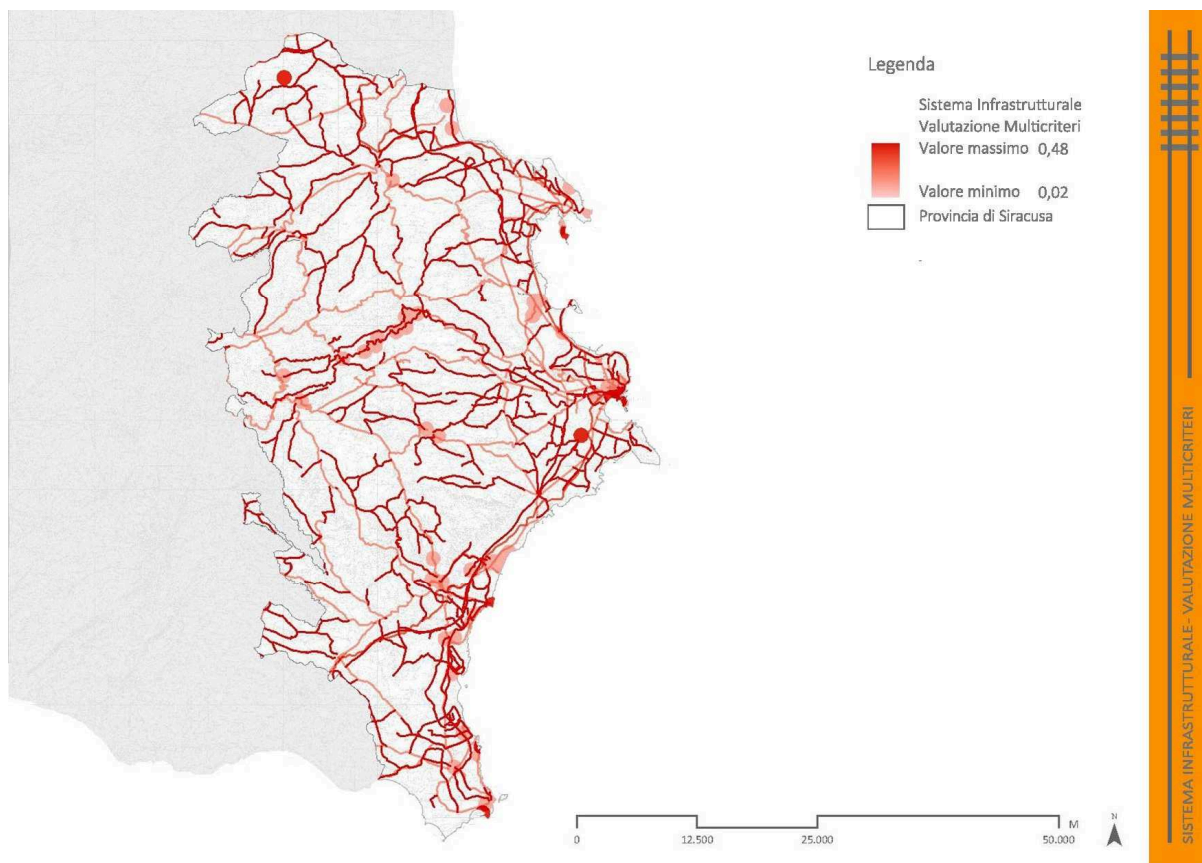 Legenda
Sistema Infrastrutturale
Valutazione Multicriteri
Valore massimo 0,48
Valore minimo 0,02
Provincia di Siracusa
M
0 12.500 25.000 50.000
N
SISTEMA INFRASTRUTTURALE - VALUTAZIONE MULTICRITERI